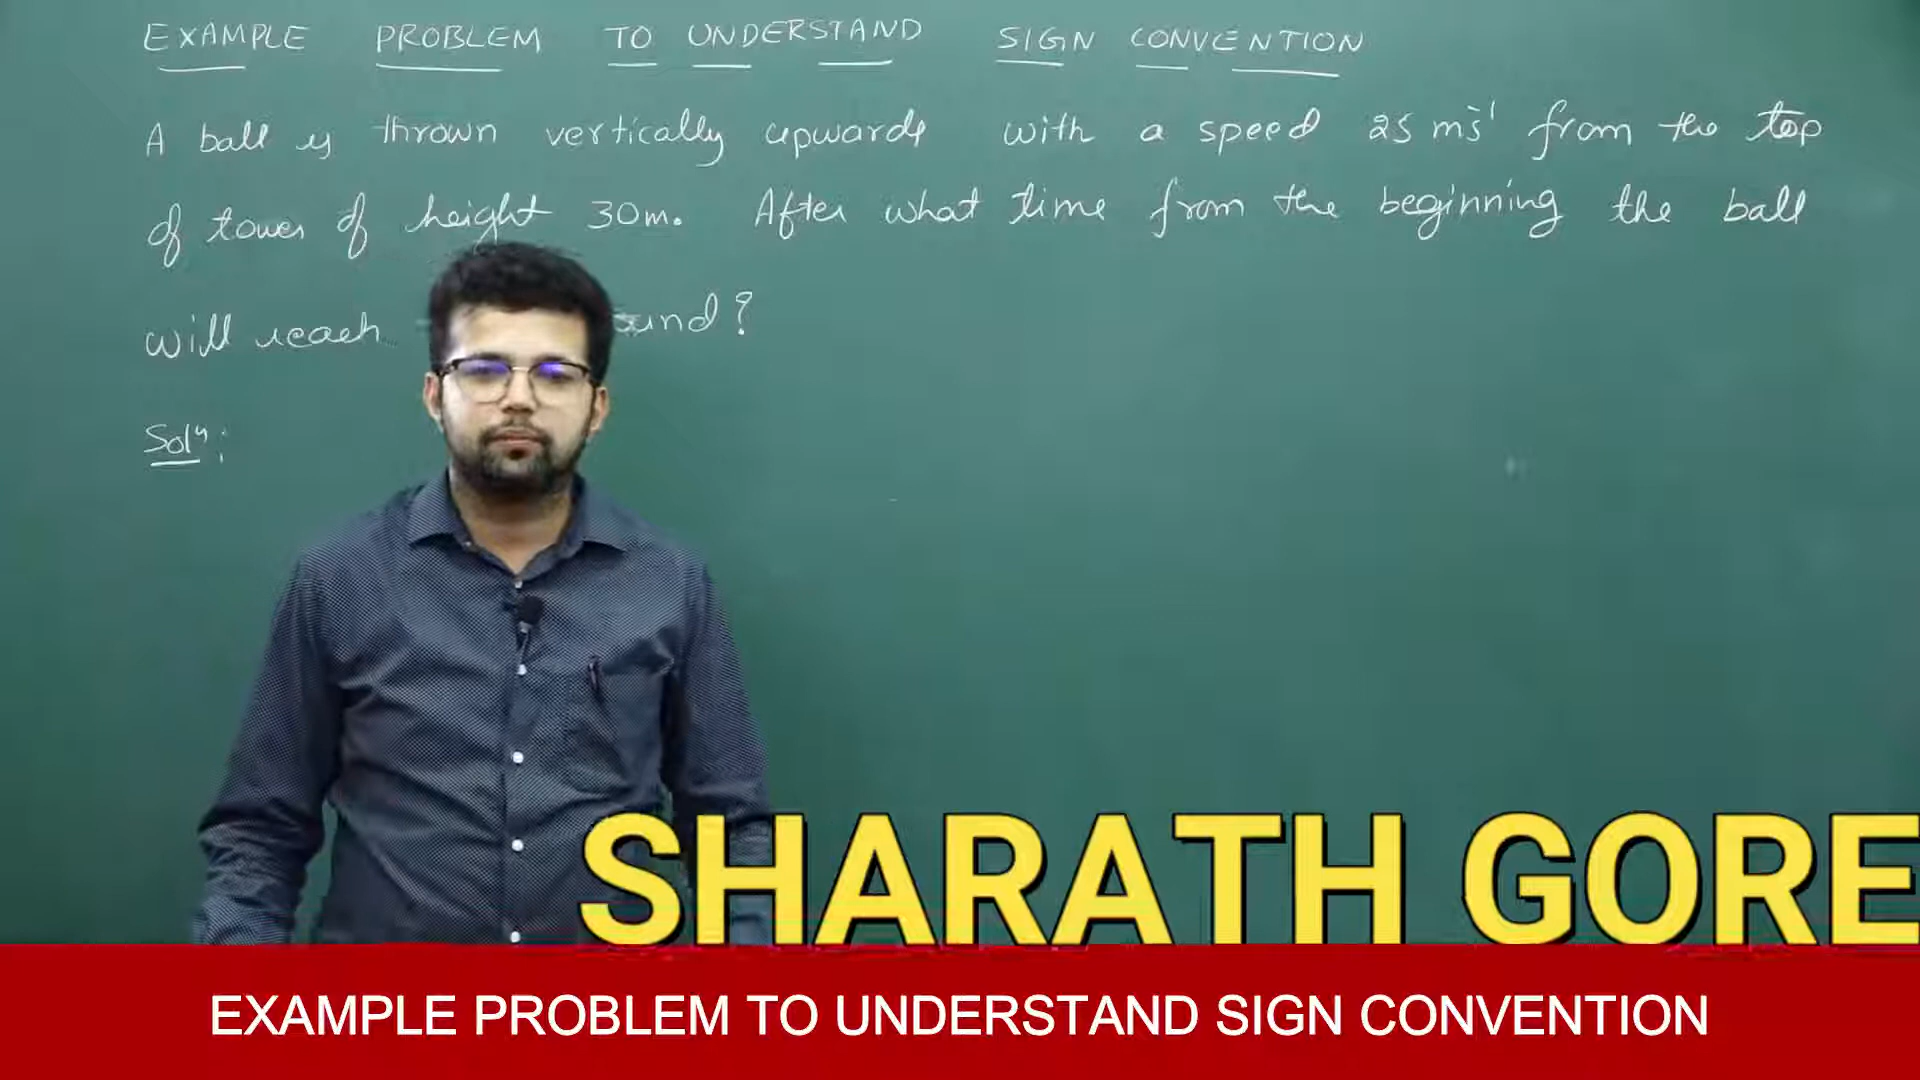 EXAMPLE PROBLEM TO UNDERSTAND SIGN CONVENTION
A ball is thrown vertically upwards with a speed 25 ms⁻¹ from the top
of tower of height 30m. After what time from the beginning the ball
will reach ound?
Solⁿ:
SHARATH GORE
EXAMPLE PROBLEM TO UNDERSTAND SIGN CONVENTION